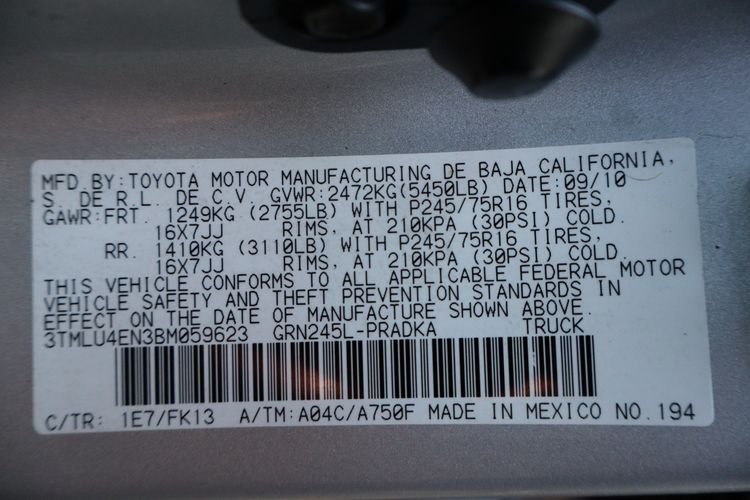 MFD.BY:TOYOTA MOTOR MANUFACTURING DE BAJA CALIFORNIA,
S. DE R.L. DE C.V. GVWR:2472KG(5450LB) DATE:09/10
GAWR:FRT. 1249KG (2755LB) WITH P245/75R16 TIRES,
16X7JJ RIMS, AT 210KPA (30PSI) COLD.
RR. 1410KG (3110LB) WITH P245/75R16 TIRES,
16X7JJ RIMS, AT 210KPA (30PSI) COLD.
THIS VEHICLE CONFORMS TO ALL APPLICABLE FEDERAL MOTOR
VEHICLE SAFETY AND THEFT PREVENTION STANDARDS IN
EFFECT ON THE DATE OF MANUFACTURE SHOWN ABOVE.
3TMLU4EN3BM059623 GRN245L-PRADKA TRUCK
C/TR: 1E7/FK13 A/TM:A04C/A750F MADE IN MEXICO NO.194